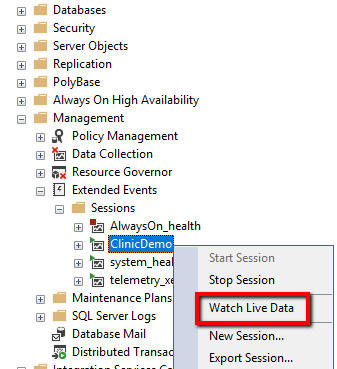 Databases
Security
Server Objects
Replication
PolyBase
Always On High Availability
Management
Policy Management
Data Collection
Resource Governor
Extended Events
Sessions
AlwaysOn_health
ClinicDemo
system_heal
telemetry_xe
Maintenance Plans
SQL Server Logs
Database Mail
Distributed Transac
Start Session
Stop Session
Watch Live Data
New Session...
Export Session...